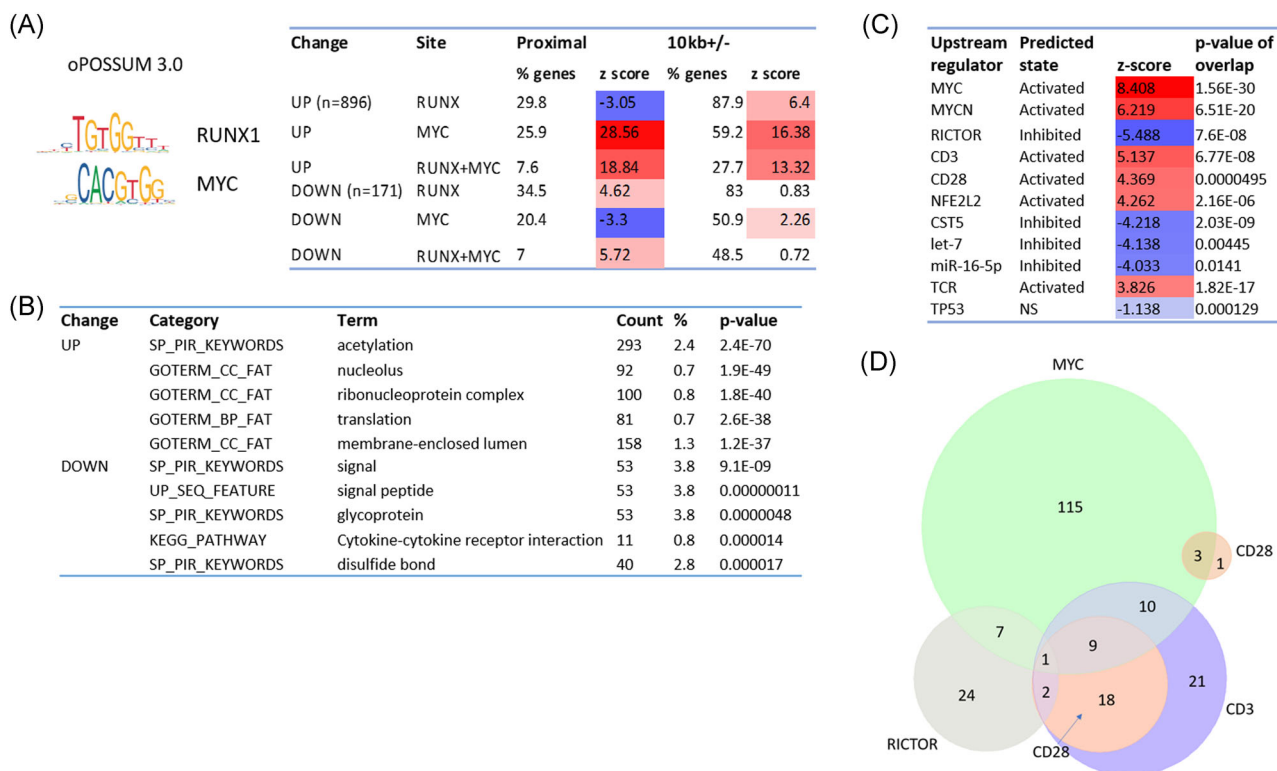 (A)
oPOSSUM 3.0
TGTGGTTT
RUNX1
CACGTGG
MYC
Change Site Proximal 10kb+/-
% genes z score % genes z score
UP (n=896) RUNX 29.8 -3.05 87.9 6.4
UP MYC 25.9 28.56 59.2 16.38
UP RUNX+MYC 7.6 18.84 27.7 13.32
DOWN (n=171) RUNX 34.5 4.62 83 0.83
DOWN MYC 20.4 -3.3 50.9 2.26
DOWN RUNX+MYC 7 5.72 48.5 0.72
(B)
Change Category Term Count % p-value
UP SP_PIR_KEYWORDS acetylation 293 2.4 2.4E-70
GOTERM_CC_FAT nucleolus 92 0.7 1.9E-49
GOTERM_CC_FAT ribonucleoprotein complex 100 0.8 1.8E-40
GOTERM_BP_FAT translation 81 0.7 2.6E-38
GOTERM_CC_FAT membrane-enclosed lumen 158 1.3 1.2E-37
DOWN SP_PIR_KEYWORDS signal 53 3.8 9.1E-09
UP_SEQ_FEATURE signal peptide 53 3.8 0.00000011
SP_PIR_KEYWORDS glycoprotein 53 3.8 0.0000048
KEGG_PATHWAY Cytokine-cytokine receptor interaction 11 0.8 0.000014
SP_PIR_KEYWORDS disulfide bond 40 2.8 0.000017
(C)
Upstream Predicted p-value of
regulator state z-score overlap
MYC Activated 8.408 1.56E-30
MYCN Activated 6.219 6.51E-20
RICTOR Inhibited -5.488 7.6E-08
CD3 Activated 5.137 6.77E-08
CD28 Activated 4.369 0.0000495
NFE2L2 Activated 4.262 2.16E-06
CST5 Inhibited -4.218 2.03E-09
let-7 Inhibited -4.138 0.00445
miR-16-5p Inhibited -4.033 0.0141
TCR Activated 3.826 1.82E-17
TP53 NS -1.138 0.000129
(D)
MYC
115
3 1 CD28
10
7
1 9
24 2 18 21
CD3
RICTOR CD28